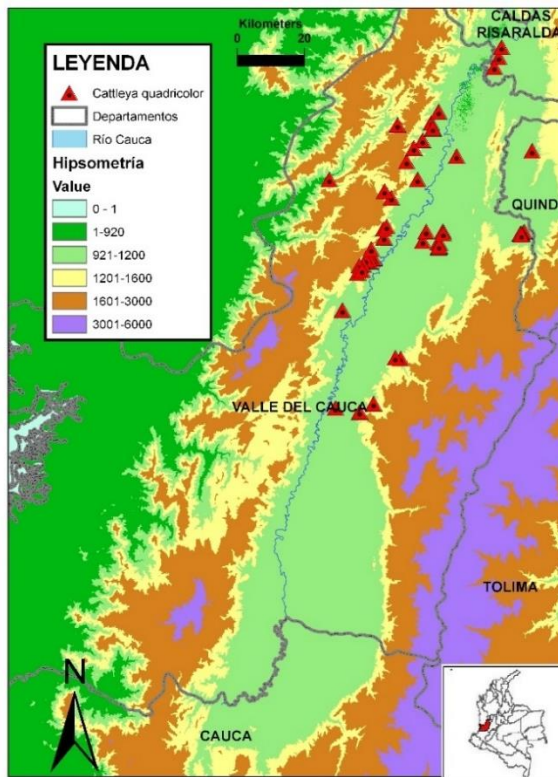 Kilometers
0 20
CALDAS
RISARALDA
LEYENDA
Cattleya quadricolor
Departamentos
Río Cauca
Hipsometría
Value
0 - 1
1-920
921-1200
1201-1600
1601-3000
3001-6000
QUIND
VALLE DEL CAUCA
TOLIMA
N
CAUCA